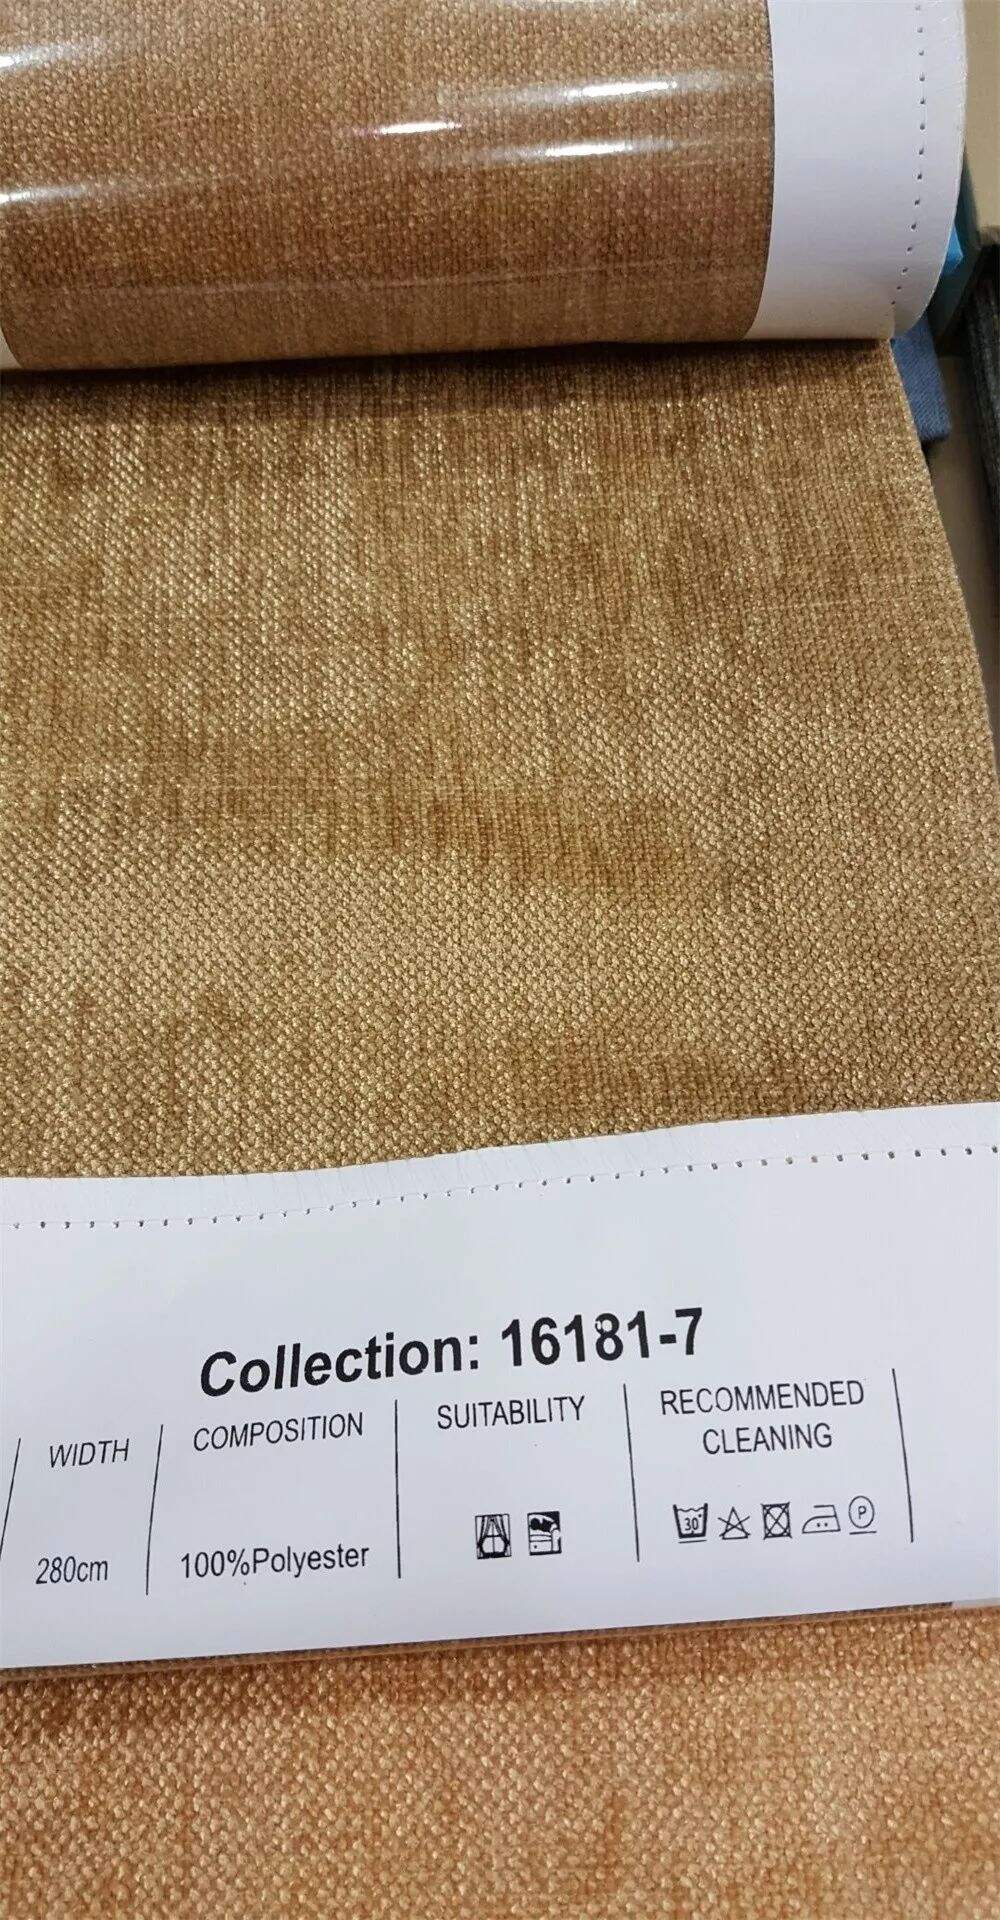 Collection: 16181-7
WIDTH
280cm
COMPOSITION
100%Polyester
SUITABILITY
RECOMMENDED
CLEANING
30°
P